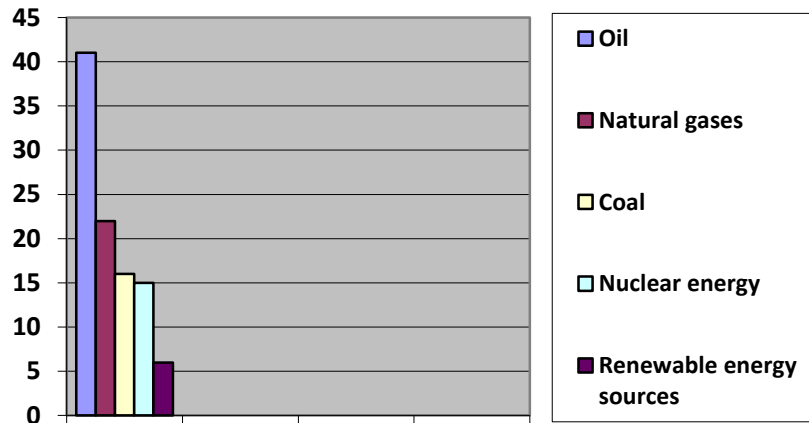 45
40
35
30
25
20
15
10
5
0
Oil
Natural gases
Coal
Nuclear energy
Renewable energy
sources